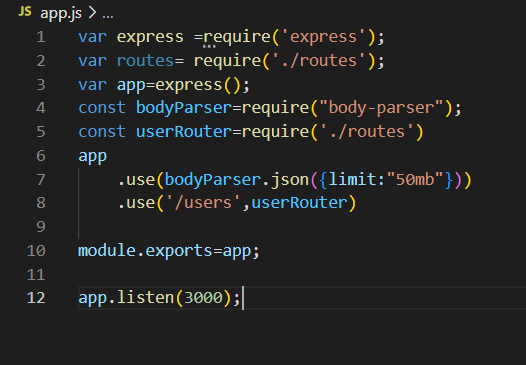 JS app.js > ...
1 var express =require('express');
2 var routes= require('./routes');
3 var app=express();
4 const bodyParser=require("body-parser");
5 const userRouter=require('./routes')
6 app
7     .use(bodyParser.json({limit:"50mb"}))
8     .use('/users',userRouter)
9
10 module.exports=app;
11
12 app.listen(3000);